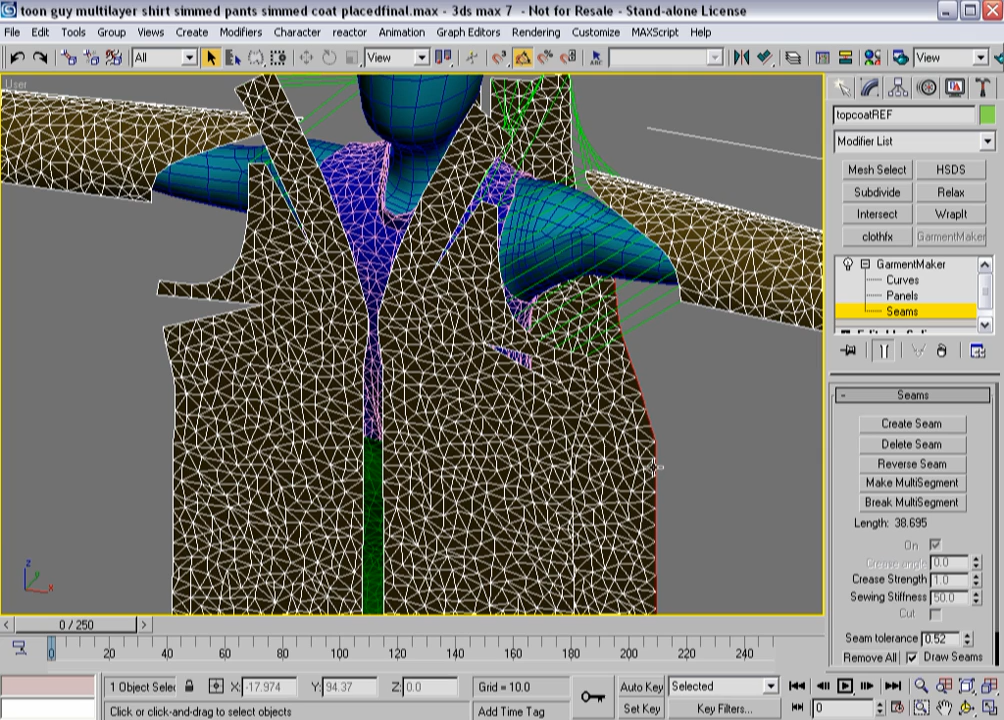 toon guy multilayer shirt simmed pants simmed coat placedfinal.max - 3ds max 7 - Not for Resale - Stand-alone License
File Edit Tools Group Views Create Modifiers Character reactor Animation Graph Editors Rendering Customize MAXScript Help
All View View
User
topcoatREF
Modifier List
Mesh Select HSDS
Subdivide Relax
Intersect WrapIt
clothfx GarmentMaker
GarmentMaker
Curves
Panels
Seams
- Seams
Create Seam
Delete Seam
Reverse Seam
Make MultiSegment
Break MultiSegment
Length: 38.695
On
Crease angle 0.0
Crease Strength 1.0
Sewing Stiffness 50.0
Cut
Seam tolerance 0.52
Remove All Draw Seams
z
y
x
< 0 / 250 >
0 20 40 60 80 100 120 140 160 180 200 220 240
1 Object Selec X: -17.974 Y: 94.37 Z: 0.0 Grid = 10.0 Auto Key Selected
Click or click-and-drag to select objects Add Time Tag Set Key Key Filters... 0